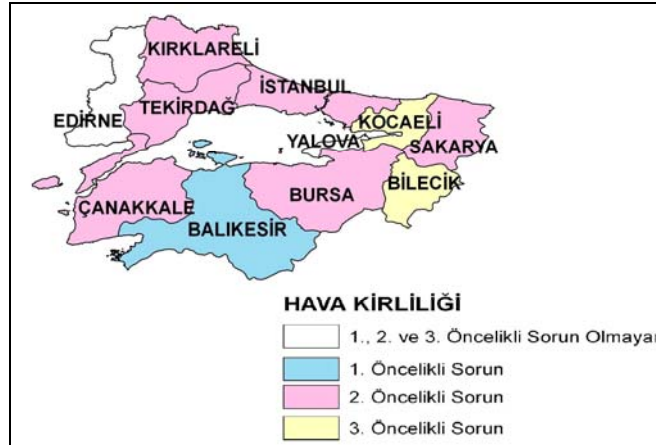 KIRKLARELİ
İSTANBUL
TEKİRDAĞ
EDİRNE
KOCAELİ
YALOVA
SAKARYA
BİLECİK
BURSA
ÇANAKKALE
BALIKESİR
HAVA KİRLİLİĞİ
1., 2. ve 3. Öncelikli Sorun Olmayan
1. Öncelikli Sorun
2. Öncelikli Sorun
3. Öncelikli Sorun